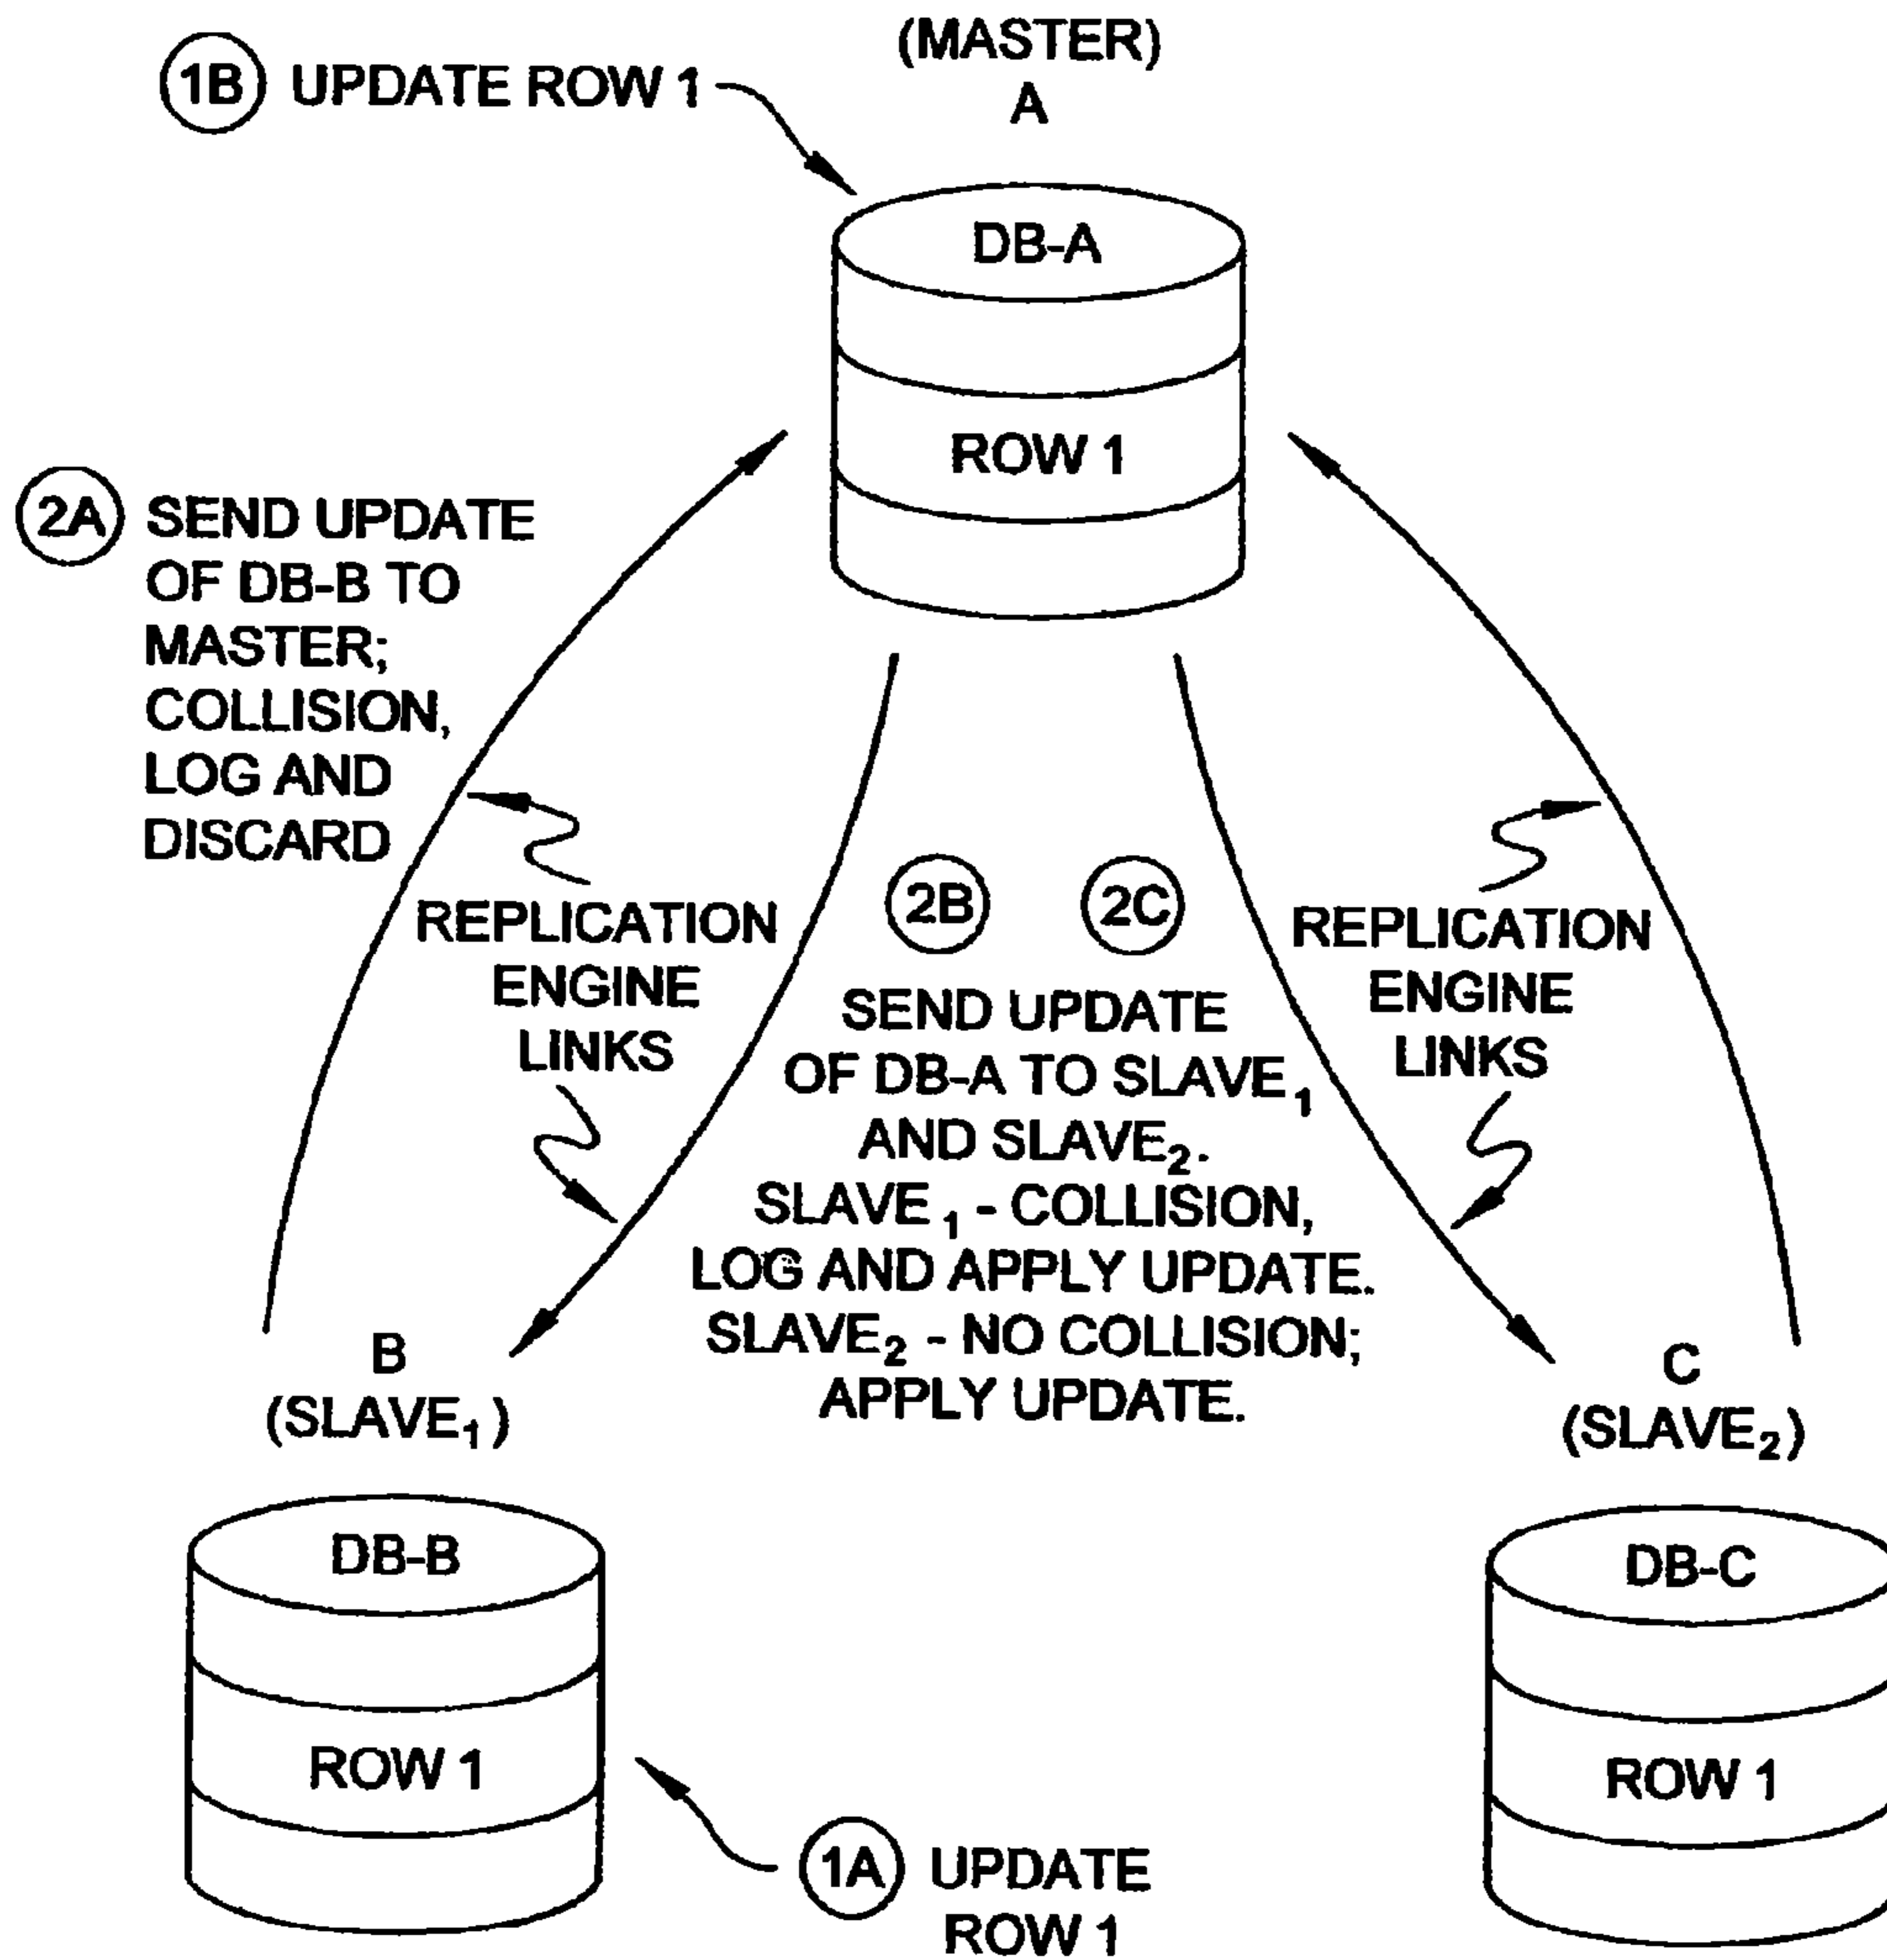 (MASTER)
A
1B UPDATE ROW 1
DB-A
ROW 1
2A SEND UPDATE
OF DB-B TO
MASTER;
COLLISION,
LOG AND
DISCARD
REPLICATION
ENGINE
LINKS
2B 2C
SEND UPDATE
OF DB-A TO SLAVE₁
AND SLAVE₂.
SLAVE₁ - COLLISION,
LOG AND APPLY UPDATE.
SLAVE₂ - NO COLLISION;
APPLY UPDATE.
REPLICATION
ENGINE
LINKS
B
(SLAVE₁)
DB-B
ROW 1
1A UPDATE
ROW 1
C
(SLAVE₂)
DB-C
ROW 1